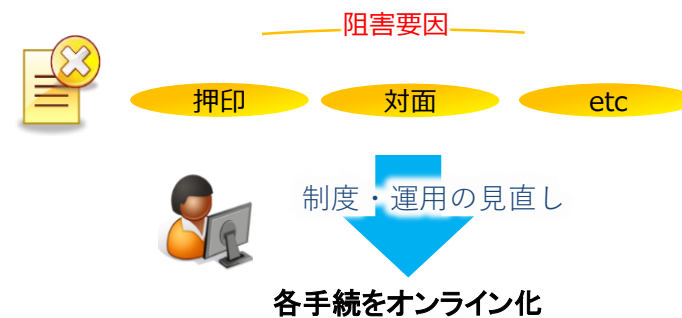 阻害要因
押印 対面 etc
制度・運用の見直し
各手続をオンライン化